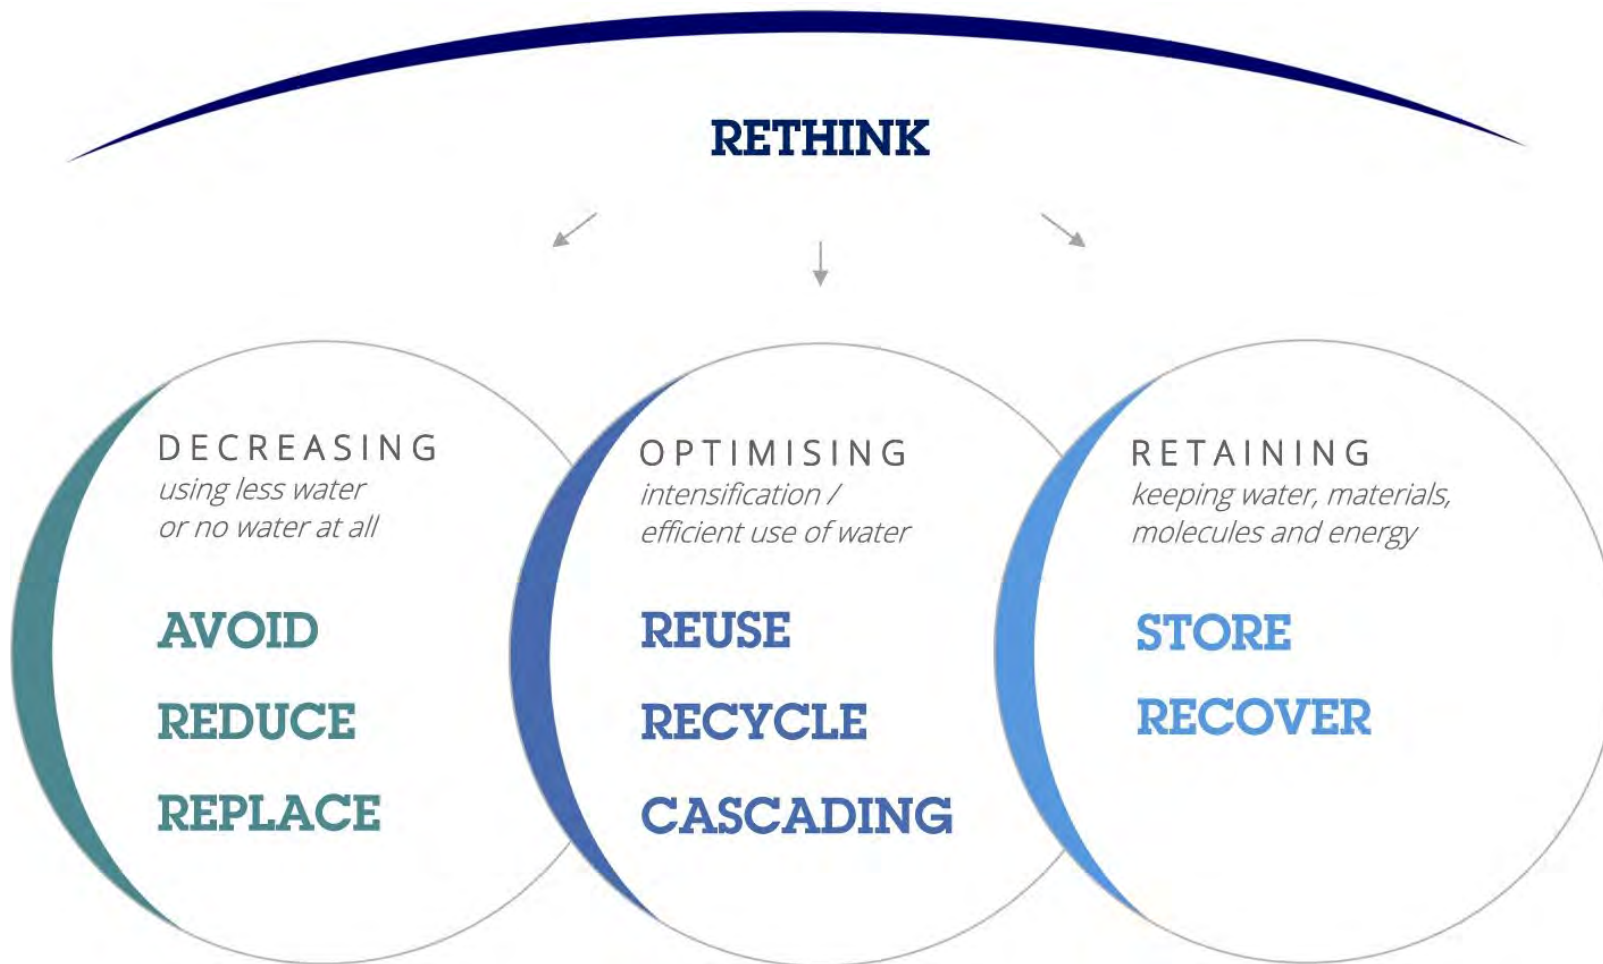 RETHINK
DECREASING
using less water
or no water at all
AVOID
REDUCE
REPLACE
OPTIMISING
intensification /
efficient use of water
REUSE
RECYCLE
CASCADING
RETAINING
keeping water, materials,
molecules and energy
STORE
RECOVER